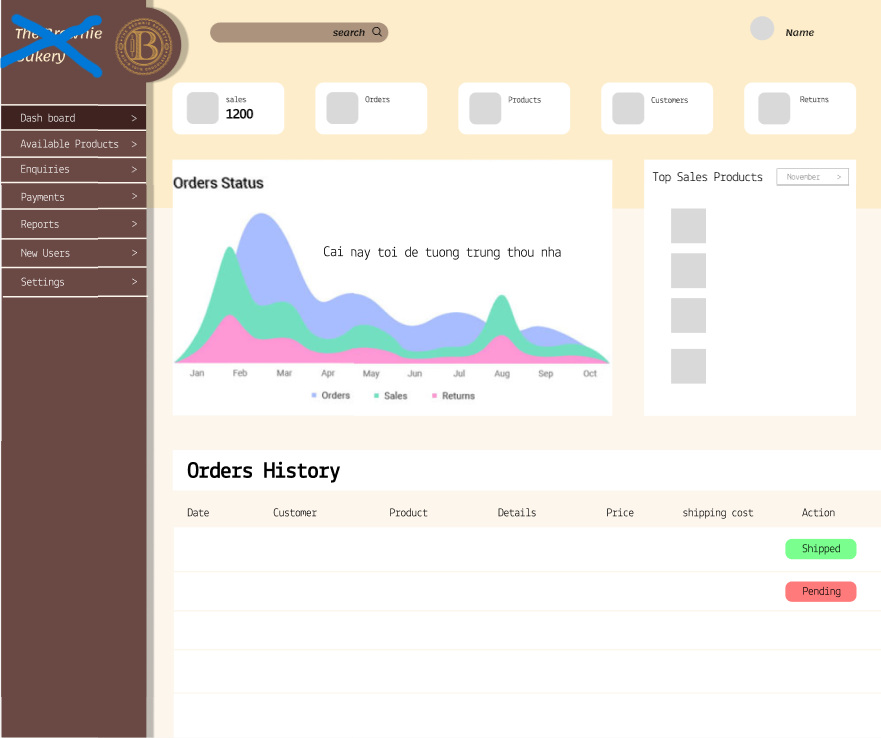 The Brownie
Bakery
B
search
Name
sales
1200
Orders
Products
Customers
Returns
Dash board >
Available Products >
Enquiries >
Payments >
Reports >
New Users >
Settings >
Orders Status
Cai nay toi de tuong trung thou nha
Jan Feb Mar Apr May Jun Jul Aug Sep Oct
Orders Sales Returns
Top Sales Products
November >
Orders History
Date Customer Product Details Price shipping cost Action
Shipped
Pending